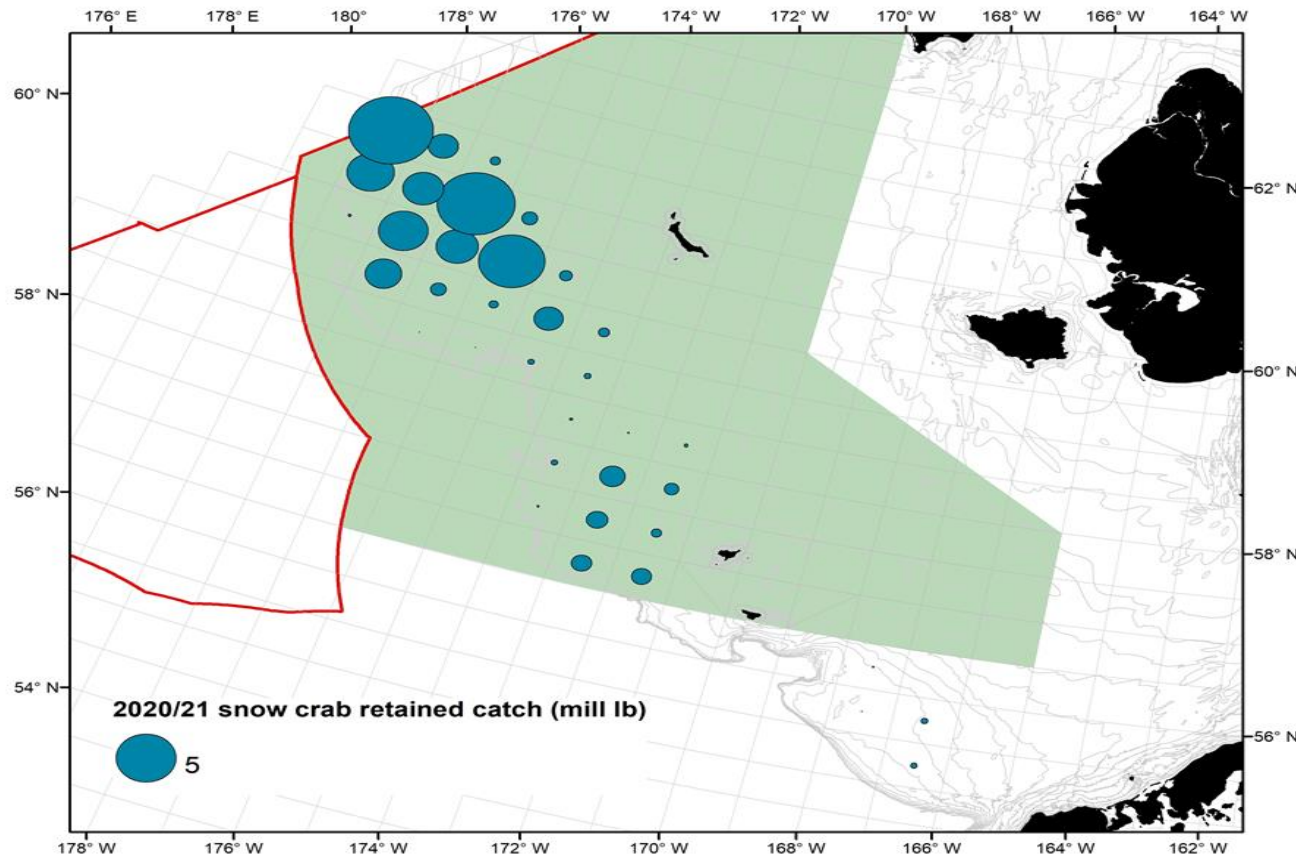 176° E 178° E 180° 178° W 176° W 174° W 172° W 170° W 168° W 166° W 164° W
60° N
62° N
58° N
60° N
56° N
58° N
54° N
56° N
2020/21 snow crab retained catch (mill lb)
5
178° W 176° W 174° W 172° W 170° W 168° W 166° W 164° W 162° W